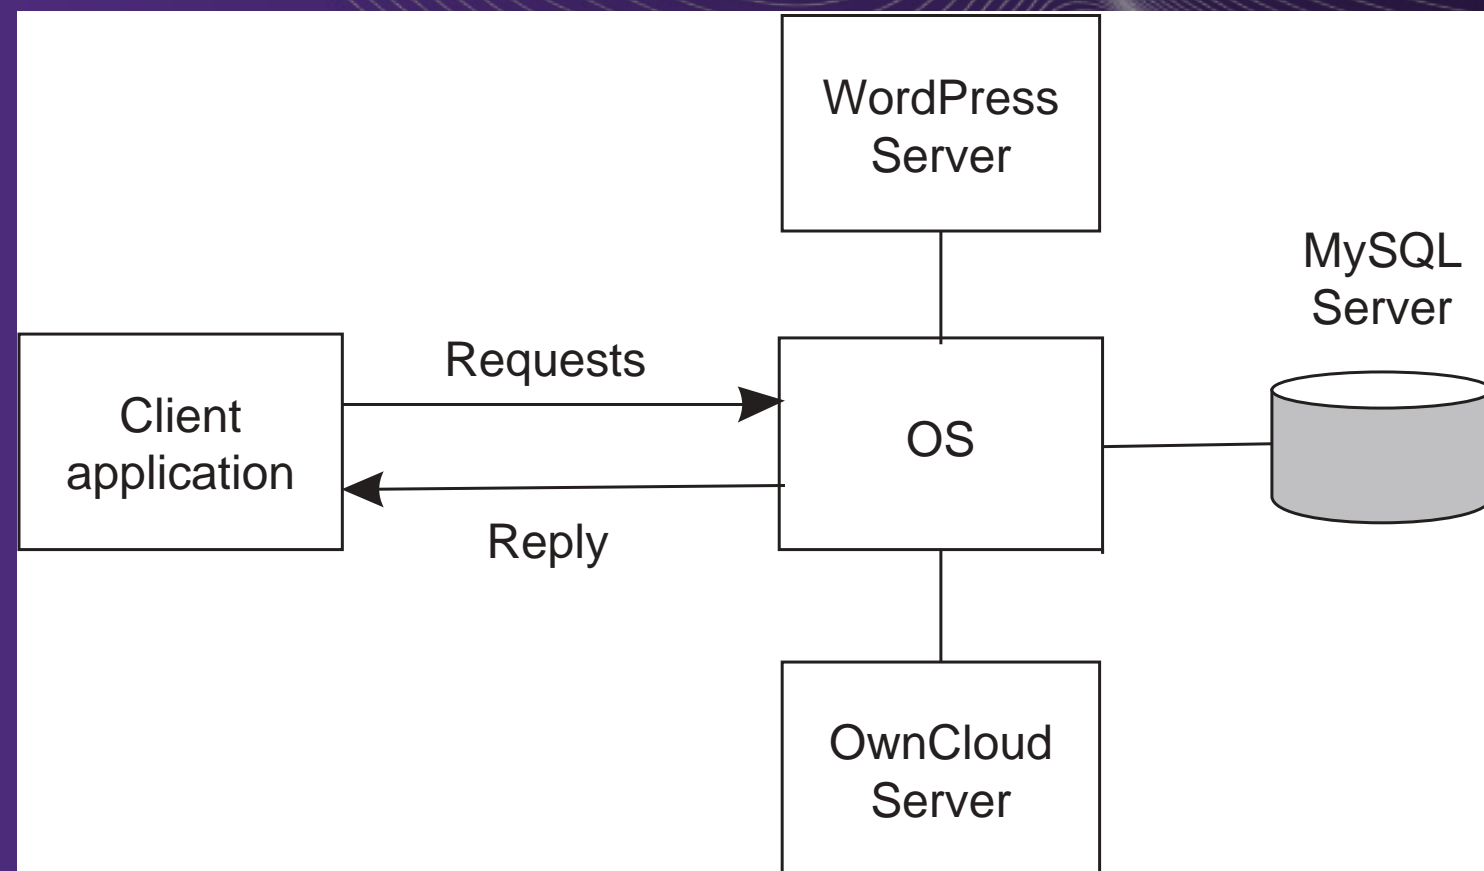 WordPress
Server
MySQL
Server
Requests
Client
application
OS
Reply
OwnCloud
Server